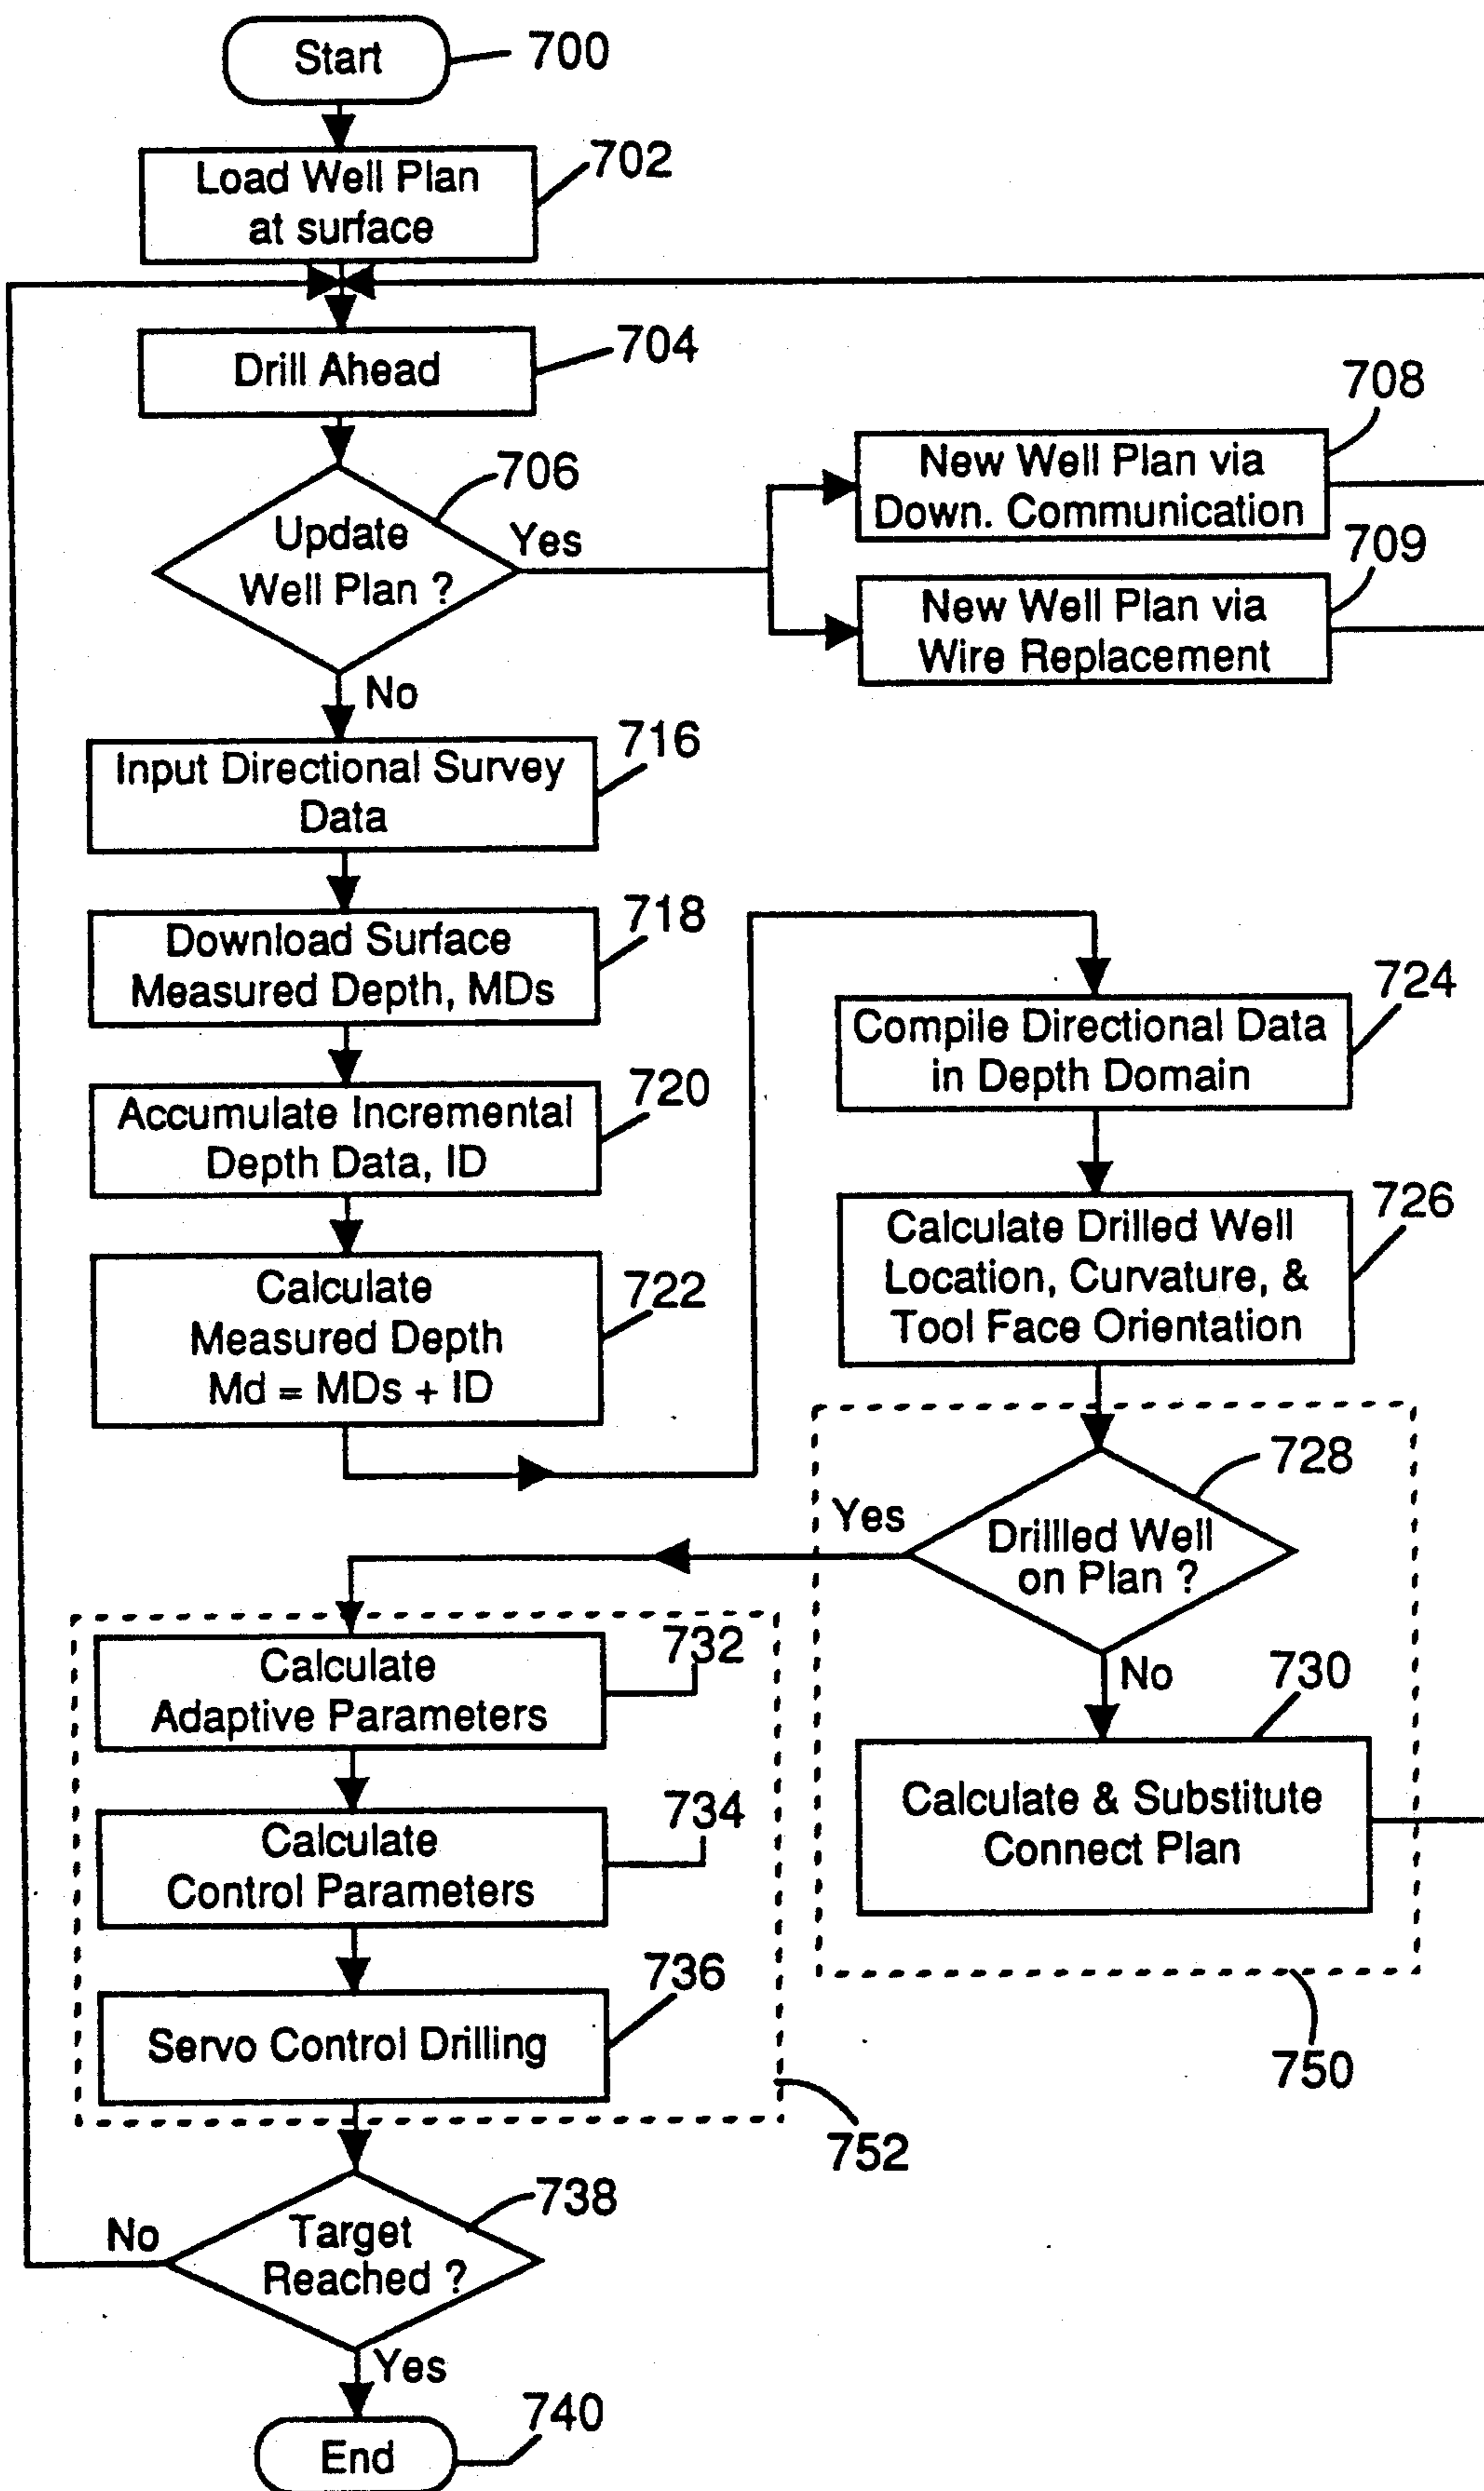 Start
700
Load Well Plan
at surface
702
Drill Ahead
704
Update
Well Plan ?
706
Yes
No
New Well Plan via
Down. Communication
708
New Well Plan via
Wire Replacement
709
Input Directional Survey
Data
716
Download Surface
Measured Depth, MDs
718
Accumulate Incremental
Depth Data, ID
720
Calculate
Measured Depth
Md = MDs + ID
722
Compile Directional Data
in Depth Domain
724
Calculate Drilled Well
Location, Curvature, &
Tool Face Orientation
726
Drillled Well
on Plan ?
728
Yes
No
Calculate & Substitute
Connect Plan
730
750
Calculate
Adaptive Parameters
732
Calculate
Control Parameters
734
Servo Control Drilling
736
752
Target
Reached ?
738
No
Yes
End
740